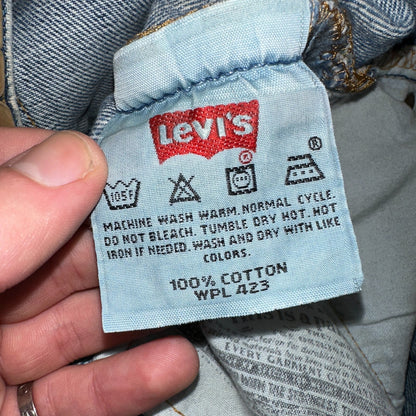 Levi's
®
®
105F
MACHINE WASH WARM. NORMAL CYCLE.
DO NOT BLEACH. TUMBLE DRY HOT. HOT
IRON IF NEEDED. WASH AND DRY WITH LIKE
COLORS.
100% COTTON
WPL 423
EVERY GARMENT